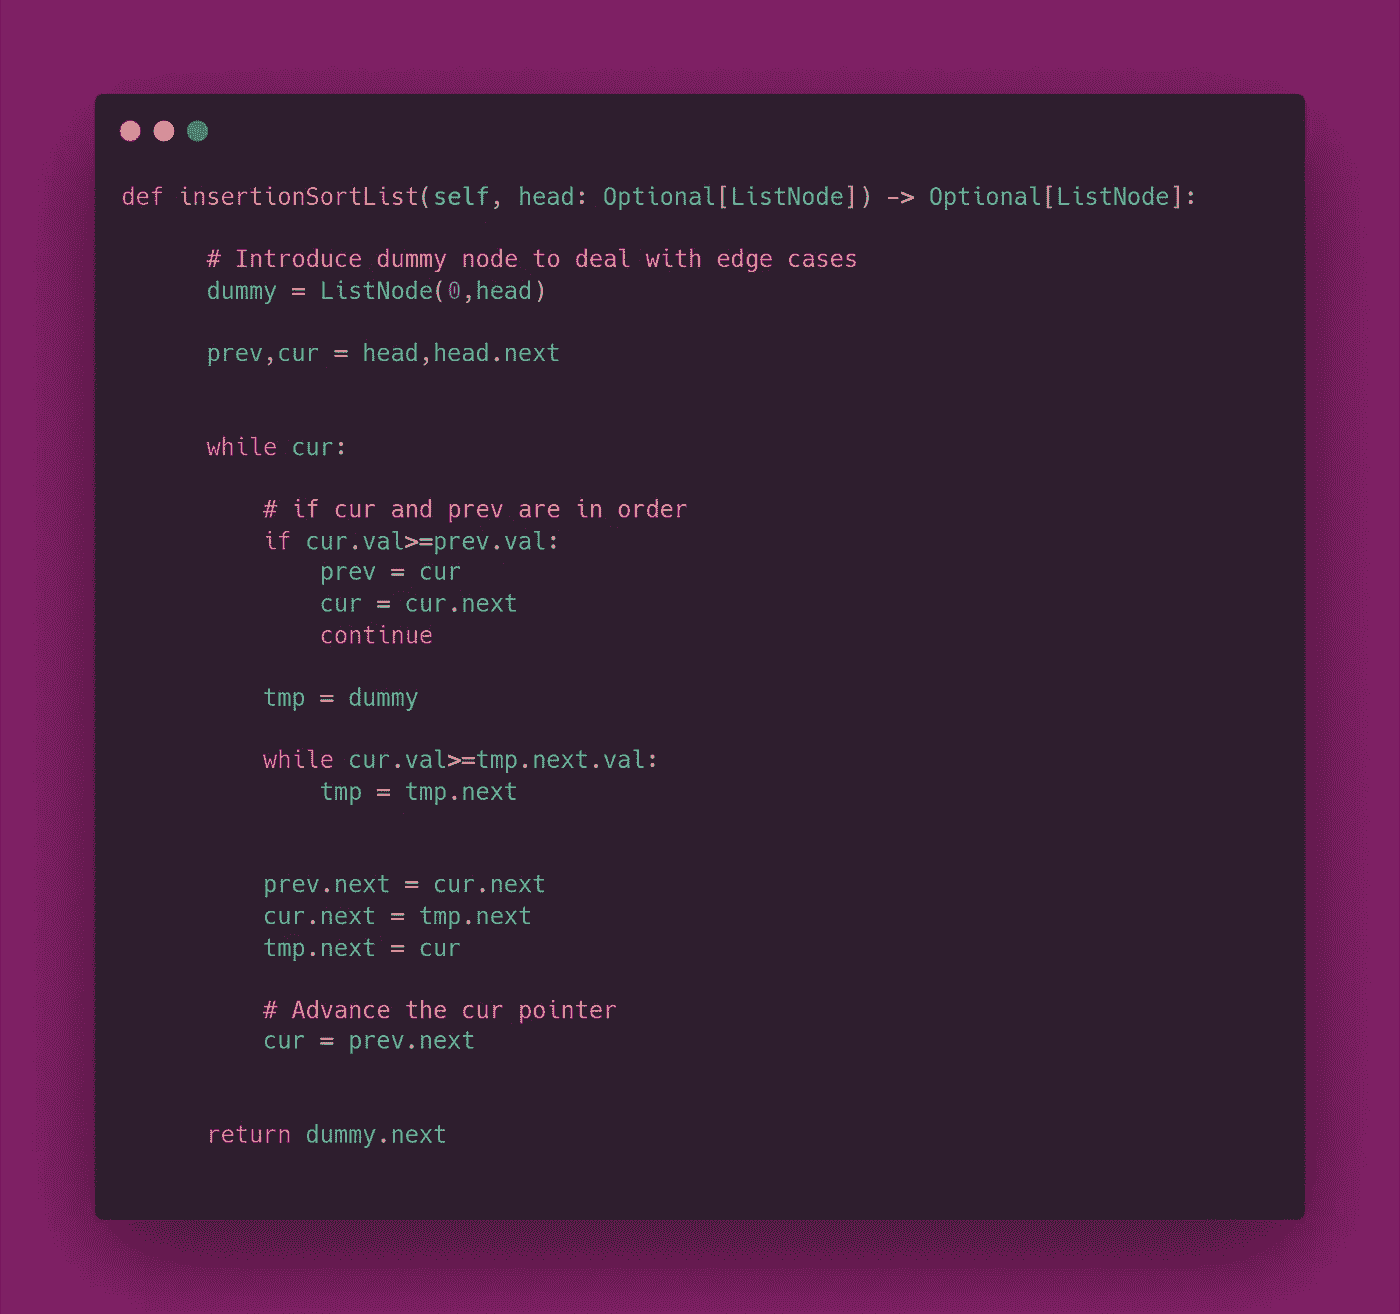 def insertionSortList(self, head: Optional[ListNode]) -> Optional[ListNode]:
# Introduce dummy node to deal with edge cases
dummy = ListNode(0,head)
prev,cur = head,head.next
while cur:
# if cur and prev are in order
if cur.val>=prev.val:
prev = cur
cur = cur.next
continue
tmp = dummy
while cur.val>=tmp.next.val:
tmp = tmp.next
prev.next = cur.next
cur.next = tmp.next
tmp.next = cur
# Advance the cur pointer
cur = prev.next
return dummy.next